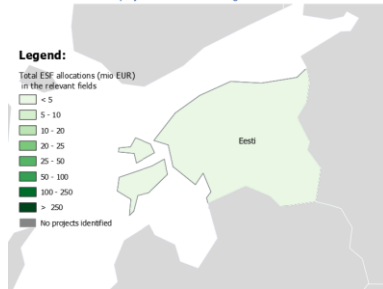 Legend:
Total ESF allocations (mio EUR)
in the relevant fields
< 5
5 - 10
10 - 20
20 - 25
25 - 50
50 - 100
100 - 250
> 250
No projects identified
Eesti